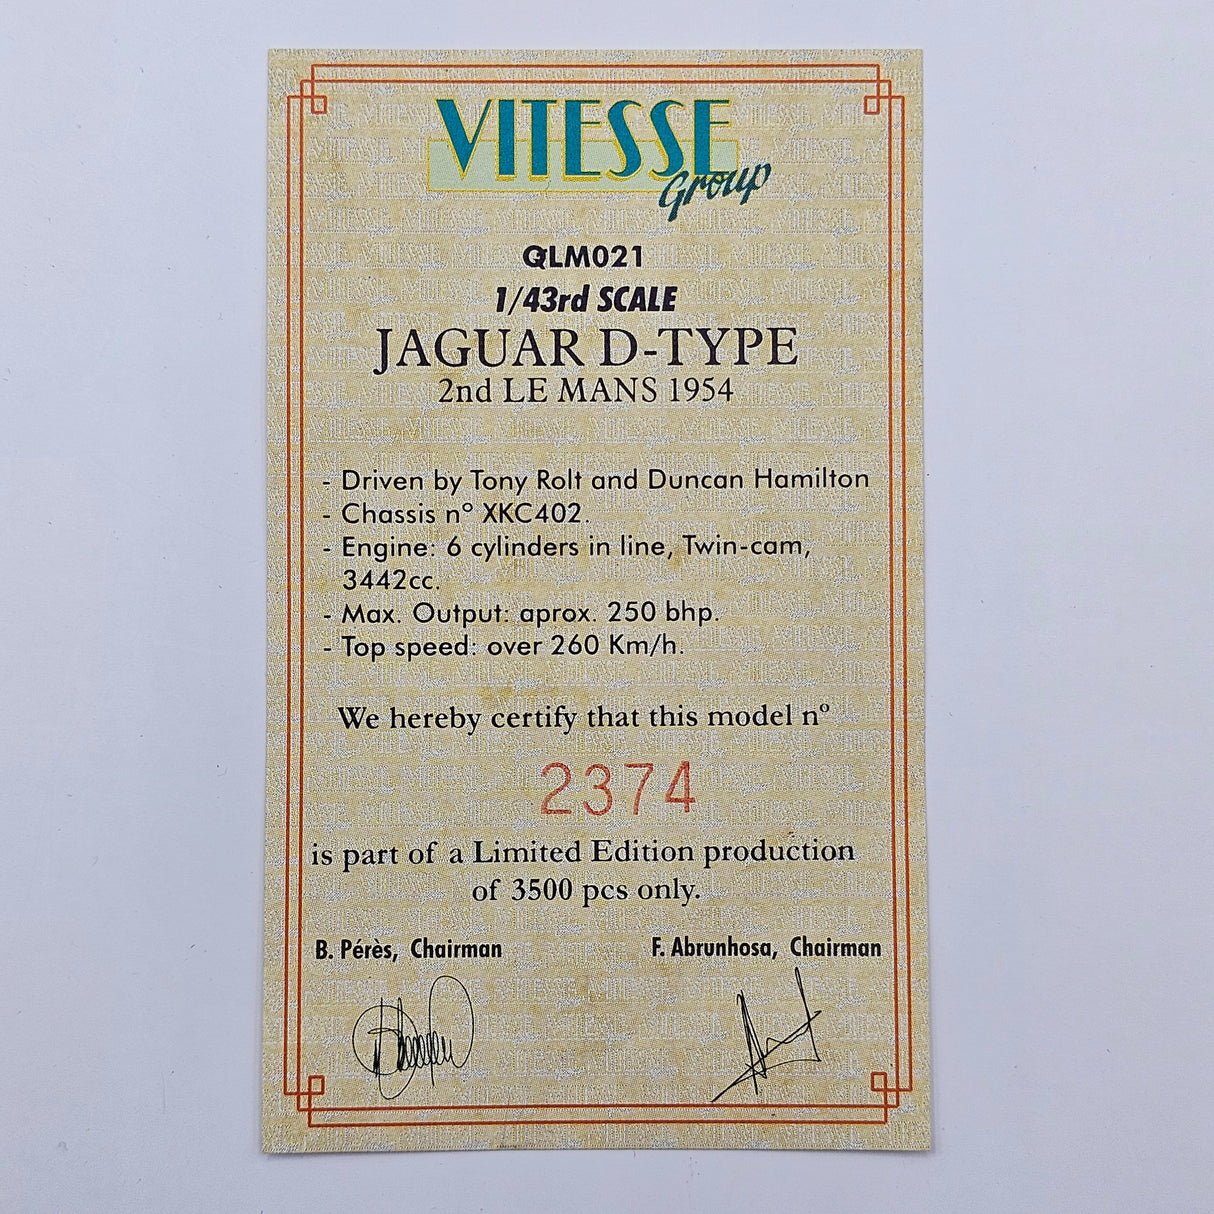 VITESSE
Group
QLM021
1/43rd SCALE
JAGUAR D-TYPE
2nd LE MANS 1954
- Driven by Tony Rolt and Duncan Hamilton
- Chassis nº XKC402.
- Engine: 6 cylinders in line, Twin-cam,
3442cc.
- Max. Output: aprox. 250 bhp.
- Top speed: over 260 Km/h.
We hereby certify that this model nº
2374
is part of a Limited Edition production
of 3500 pcs only.
B. Pérès, Chairman F. Abrunhosa, Chairman